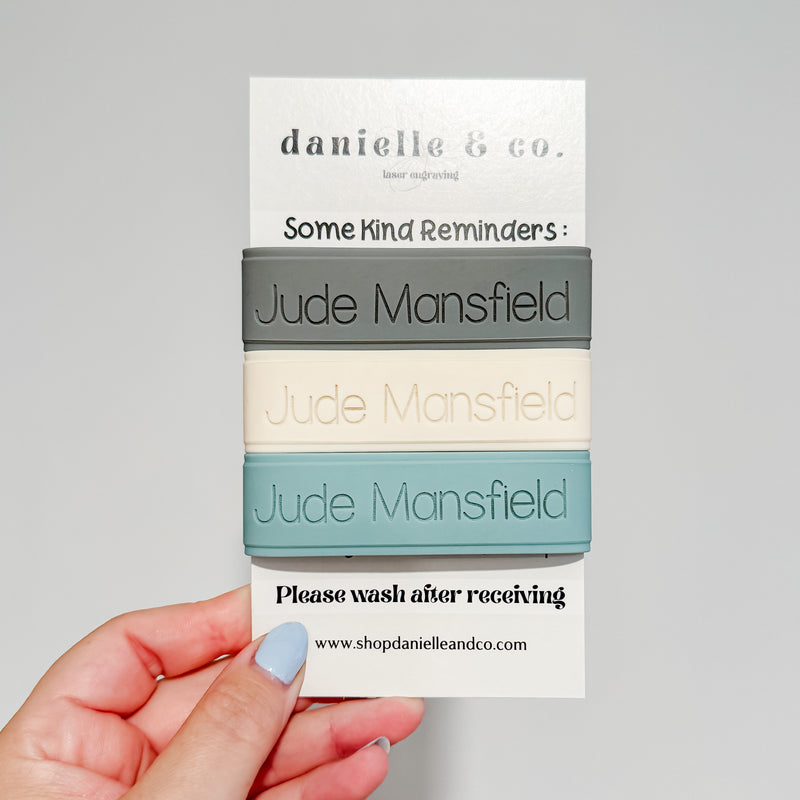 danielle & co.
laser engraving
Some Kind Reminders:
Jude Mansfield
Jude Mansfield
Jude Mansfield
Please wash after receiving
www.shopdanielleandco.com